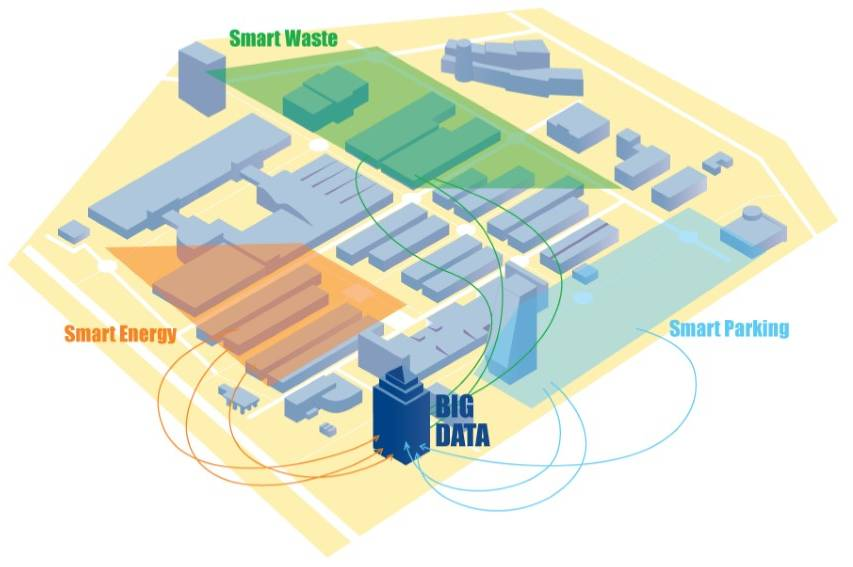 Smart Waste
Smart Energy
Smart Parking
BIG
DATA